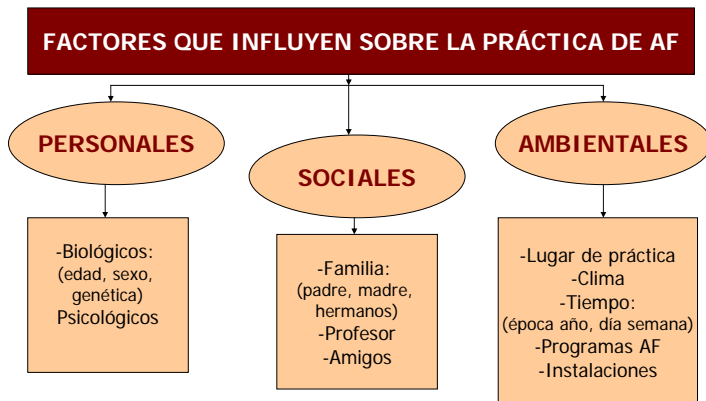 FACTORES QUE INFLUYEN SOBRE LA PRÁCTICA DE AF
PERSONALES
-Biológicos:
(edad, sexo,
genética)
Psicológicos
SOCIALES
-Familia:
(padre, madre,
hermanos)
-Profesor
-Amigos
AMBIENTALES
-Lugar de práctica
-Clima
-Tiempo:
(época año, día semana)
-Programas AF
-Instalaciones